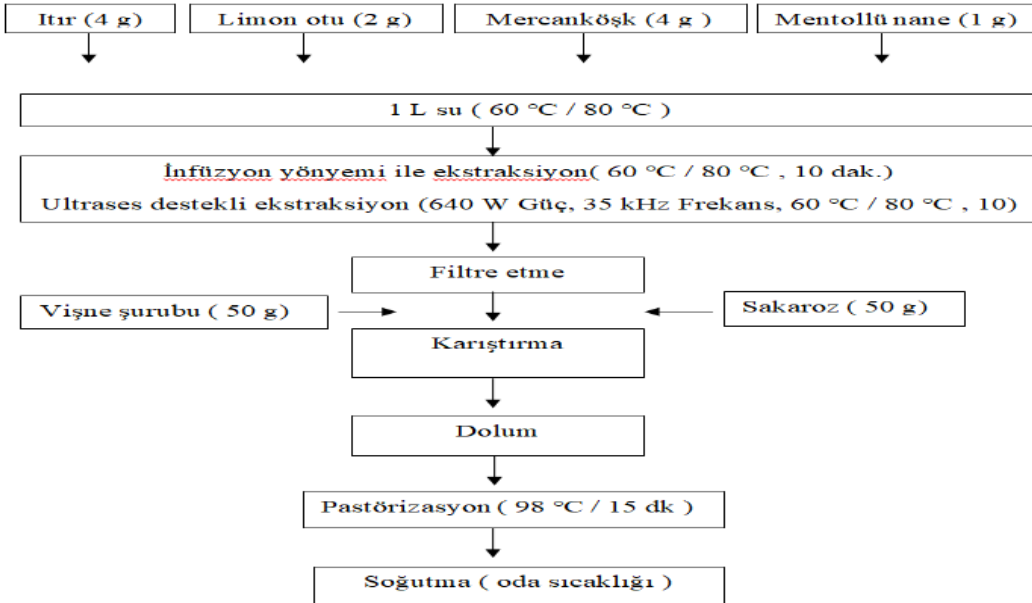 Itır (4 g)
Limon otu (2 g)
Mercanköşk (4 g )
Mentollü nane (1 g)
1 L su ( 60 °C / 80 °C )
İnfüzyon yönyemi ile ekstraksiyon( 60 °C / 80 °C , 10 dak.)
Ultrases destekli ekstraksiyon (640 W Güç, 35 kHz Frekans, 60 °C / 80 °C , 10)
Filtre etme
Vişne şurubu ( 50 g)
Sakaroz ( 50 g)
Karıştırma
Dolum
Pastörizasyon ( 98 °C / 15 dk )
Soğutma ( oda sıcaklığı )